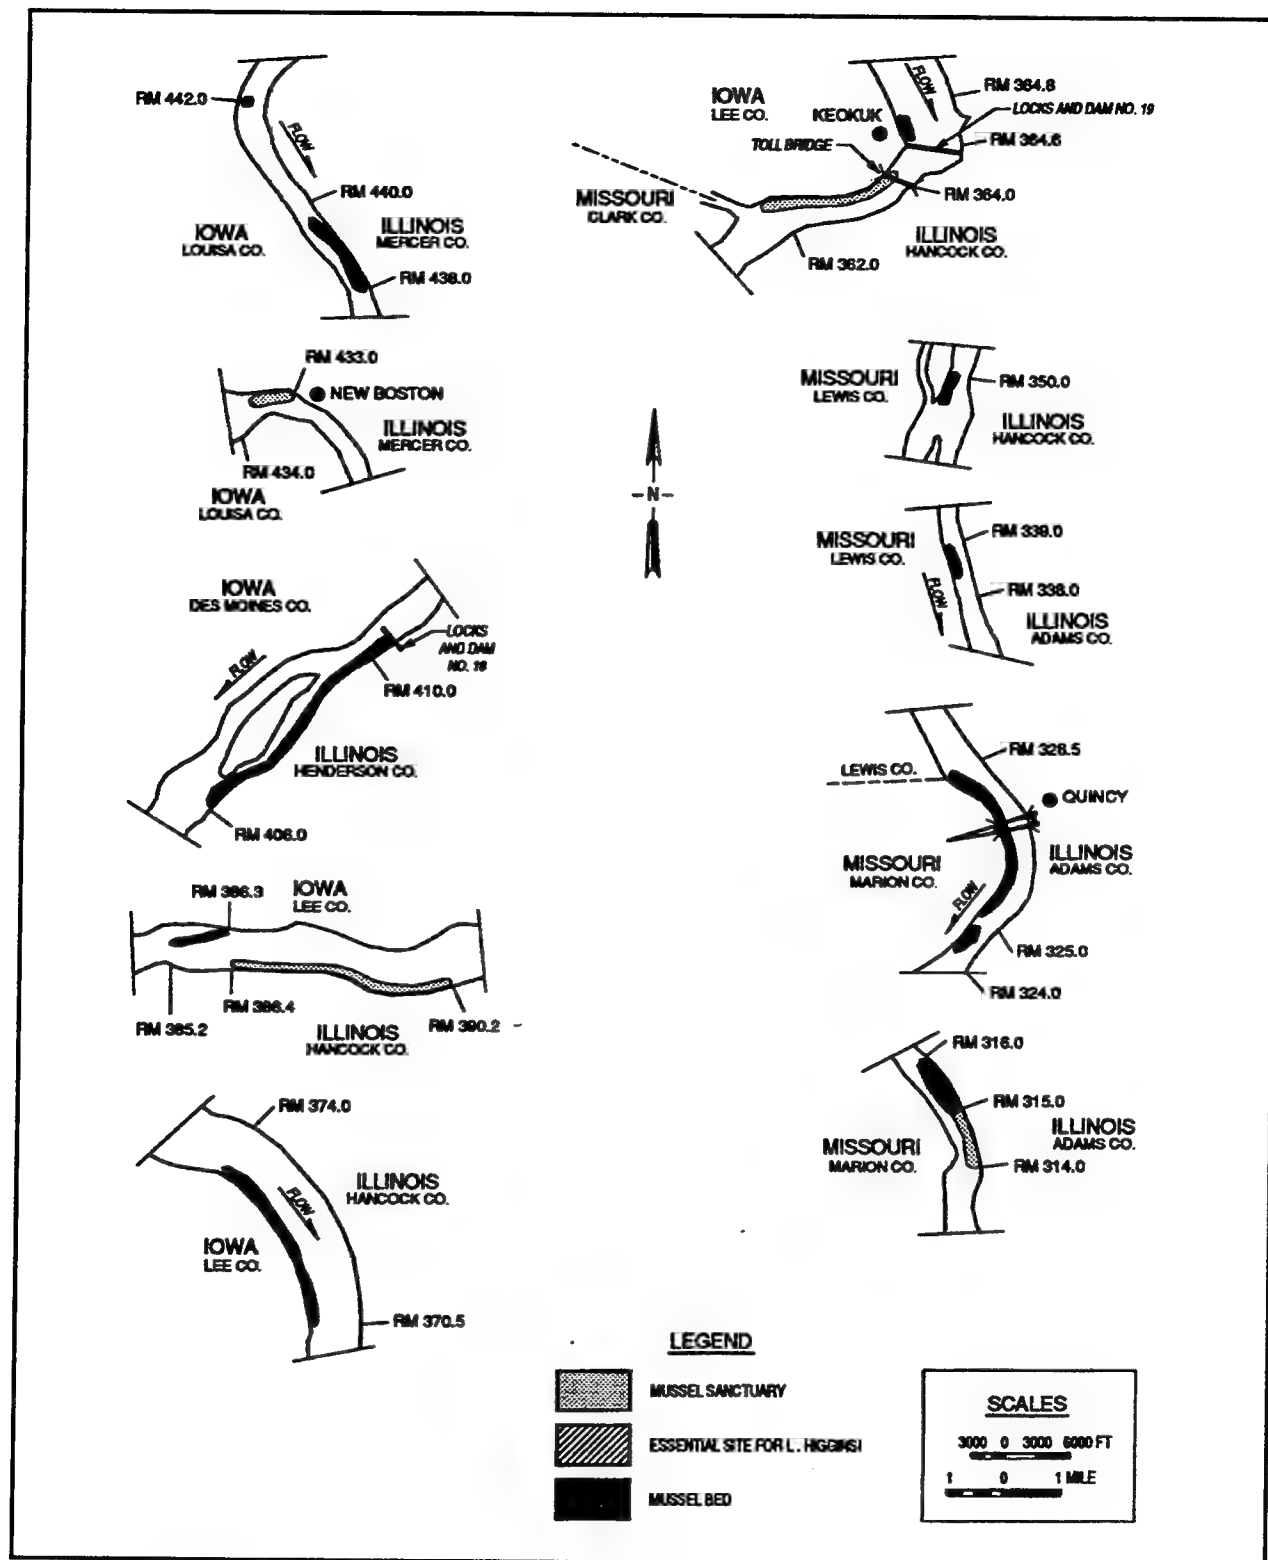 RM 442.0
FLOW
RM 440.0
IOWA
LOUISA CO.
ILLINOIS
MERCER CO.
RM 438.0
RM 433.0
NEW BOSTON
ILLINOIS
MERCER CO.
RM 434.0
IOWA
LOUISA CO.
IOWA
DES MOINES CO.
FLOW
LOCKS
AND DAM
NO. 18
RM 410.0
ILLINOIS
HENDERSON CO.
RM 406.0
RM 386.3
IOWA
LEE CO.
RM 385.2
RM 386.4
ILLINOIS
HANCOCK CO.
RM 390.2
RM 374.0
ILLINOIS
HANCOCK CO.
FLOW
IOWA
LEE CO.
RM 370.5
- N -
IOWA
LEE CO.
KEOKUK
FLOW
RM 364.8
LOCKS AND DAM NO. 19
TOLL BRIDGE
RM 364.6
MISSOURI
CLARK CO.
RM 364.0
ILLINOIS
HANCOCK CO.
RM 362.0
MISSOURI
LEWIS CO.
RM 350.0
ILLINOIS
HANCOCK CO.
MISSOURI
LEWIS CO.
RM 339.0
FLOW
RM 338.0
ILLINOIS
ADAMS CO.
RM 328.5
LEWIS CO.
QUINCY
MISSOURI
MARION CO.
ILLINOIS
ADAMS CO.
FLOW
RM 325.0
RM 324.0
RM 316.0
RM 315.0
ILLINOIS
ADAMS CO.
MISSOURI
MARION CO.
RM 314.0
LEGEND
MUSSEL SANCTUARY
ESSENTIAL SITE FOR L. HIGGINSI
MUSSEL BED
SCALES
3000 0 3000 6000 FT
1 0 1 MILE